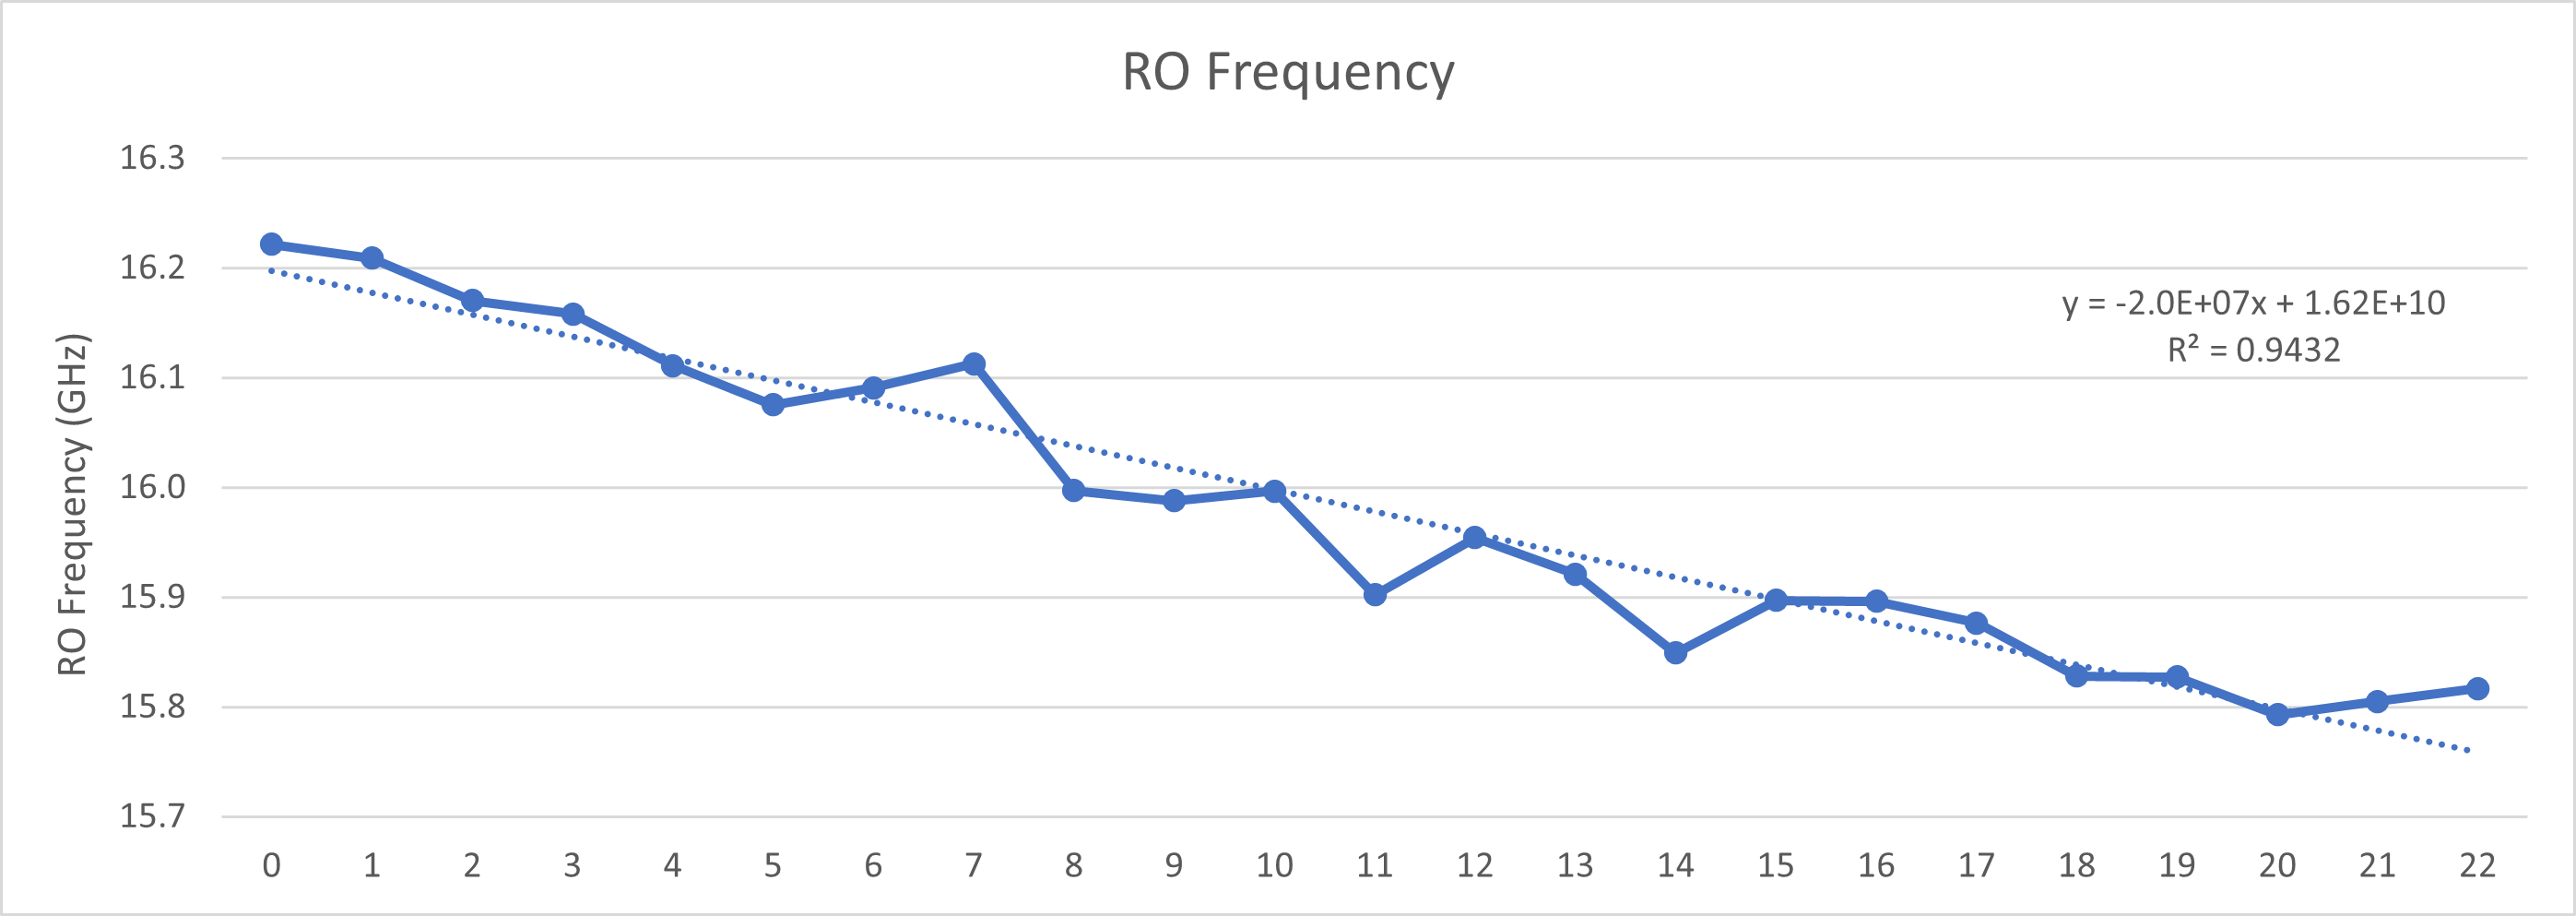 RO Frequency
16.3
16.2
16.1
16.0
15.9
15.8
15.7
RO Frequency (GHz)
y = -2.0E+07x + 1.62E+10
R² = 0.9432
0 1 2 3 4 5 6 7 8 9 10 11 12 13 14 15 16 17 18 19 20 21 22